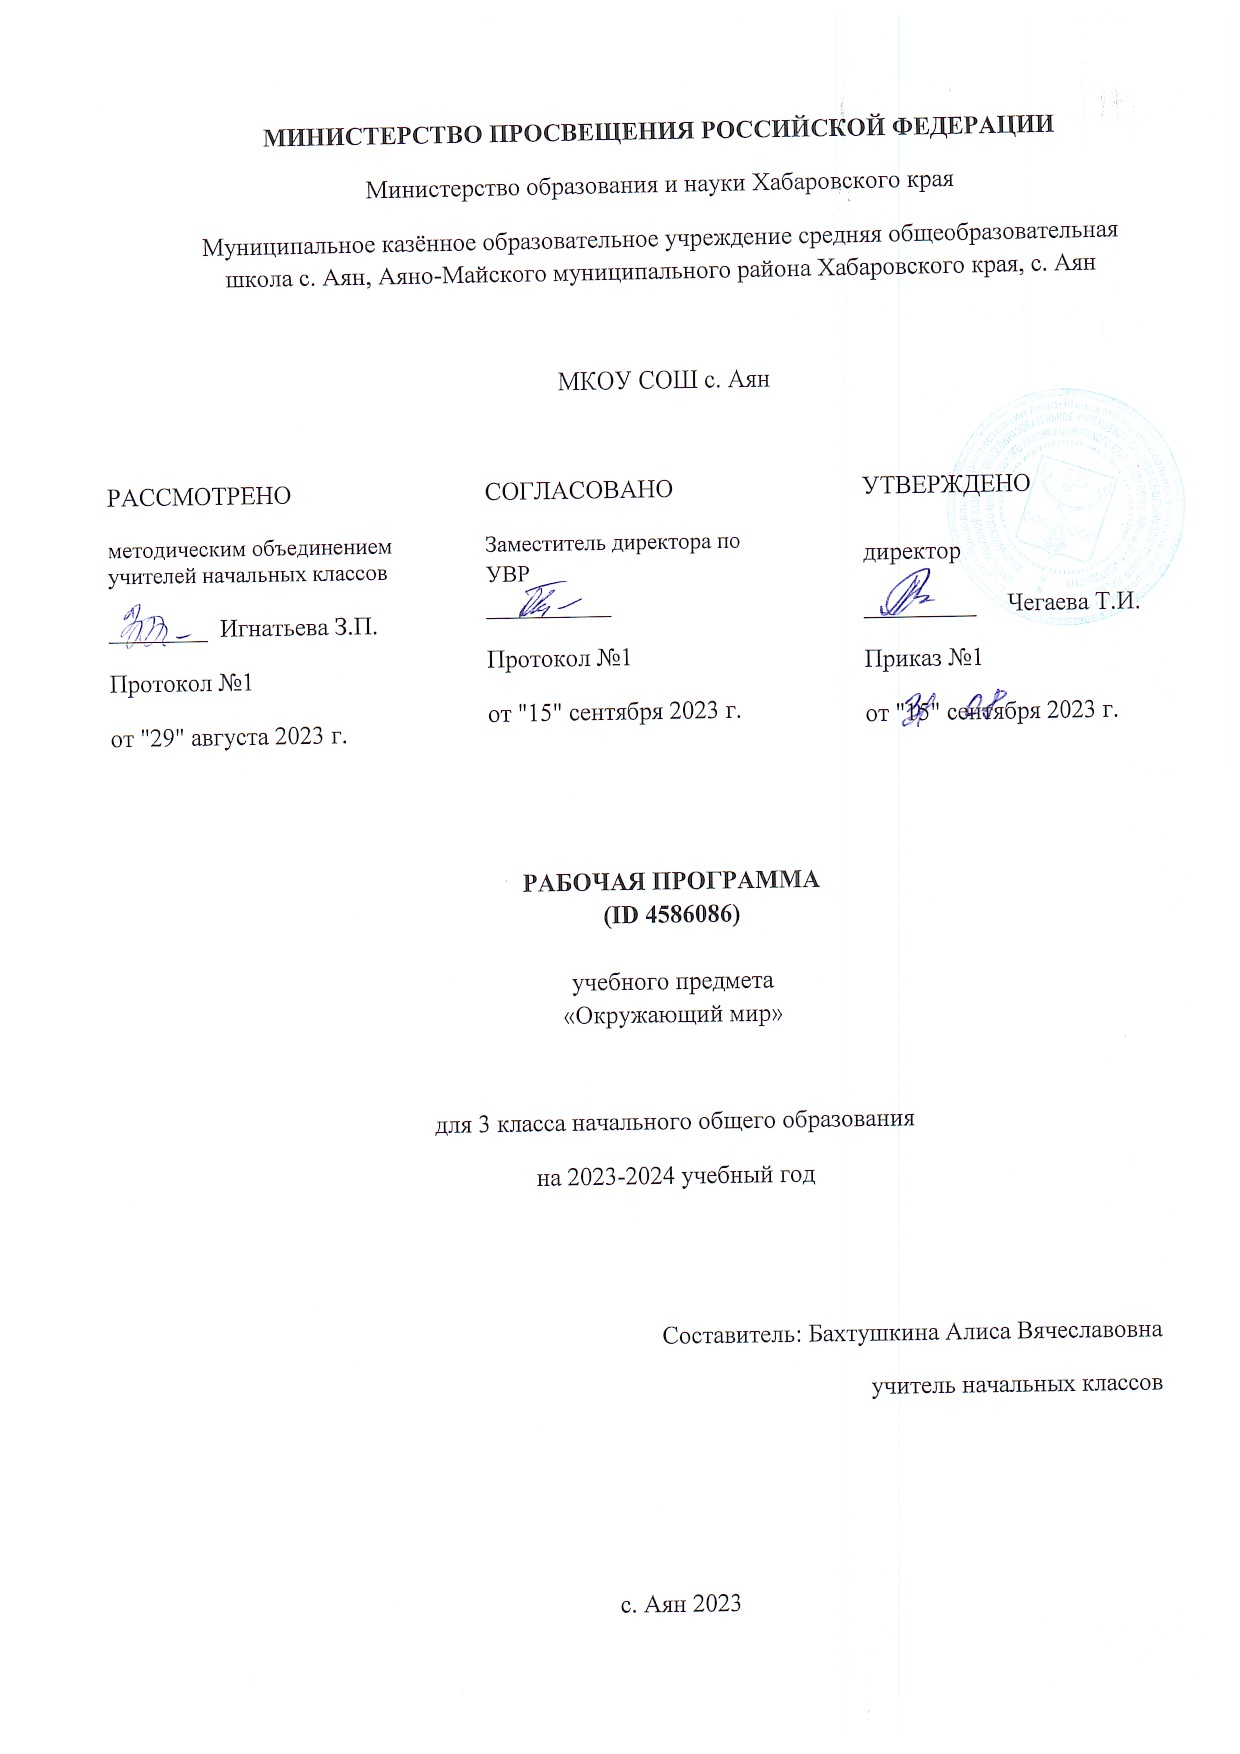 МИНИСТЕРСТВО ПРОСВЕЩЕНИЯ РОССИЙСКОЙ ФЕДЕРАЦИИ
Министерство образования и науки Хабаровского края
Муниципальное казённое образовательное учреждение средняя общеобразовательная
школа с. Аян, Аяно-Майского муниципального района Хабаровского края, с. Аян
МКОУ СОШ с. Аян
РАССМОТРЕНО
методическим объединением
учителей начальных классов
Игнатьева З.П.
Протокол №1
от "29" августа 2023 г.
СОГЛАСОВАНО
Заместитель директора по
УВР
Протокол №1
от "15" сентября 2023 г.
УТВЕРЖДЕНО
директор
Чегаева Т.И.
Приказ №1
от "15" сентября 2023 г.
РАБОЧАЯ ПРОГРАММА
(ID 4586086)
учебного предмета
«Окружающий мир»
для 3 класса начального общего образования
на 2023-2024 учебный год
Составитель: Бахтушкина Алиса Вячеславовна
учитель начальных классов
с. Аян 2023